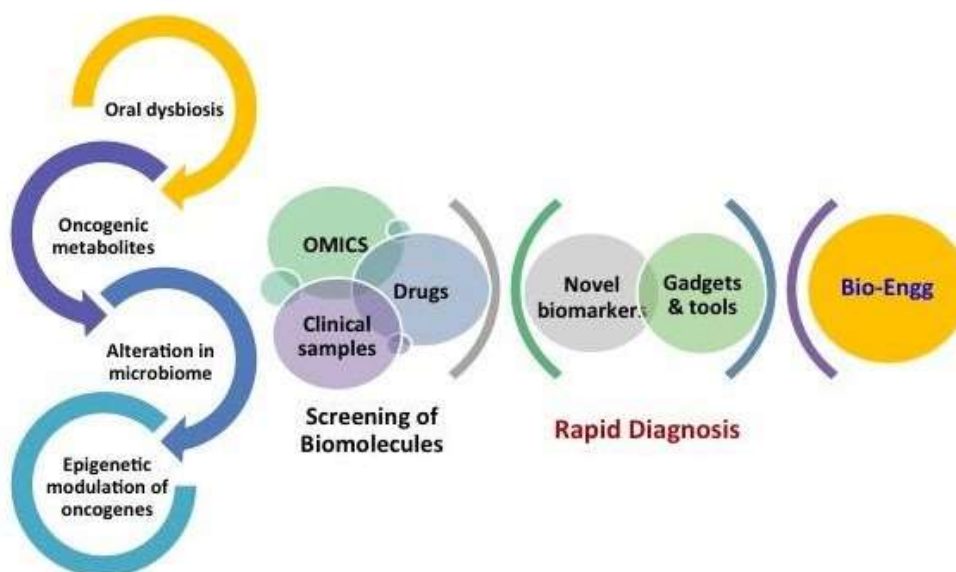 Oral dysbiosis
Oncogenic
metabolites
Alteration in
microbiome
Epigenetic
modulation of
oncogenes
OMICS
Drugs
Clinical
samples
Screening of
Biomolecules
Novel
biomarkers
Gadgets
& tools
Rapid Diagnosis
Bio-Engg